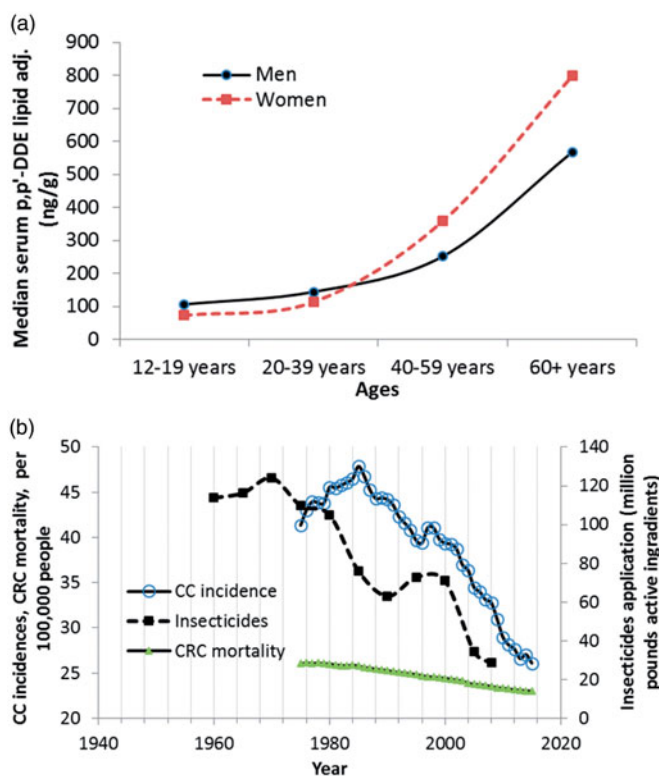 (a)
900
800
700
600
500
400
300
200
100
0
Median serum p,p'-DDE lipid adj.
(ng/g)
Men
Women
12-19 years 20-39 years 40-59 years 60+ years
Ages
(b)
50
45
40
35
30
25
20
CC incidences, CRC mortality, per
100,000 people
CC incidence
Insecticides
CRC mortality
140
120
100
80
60
40
20
0
Insecticides application (million
pounds active ingredients)
1940 1960 1980 2000 2020
Year